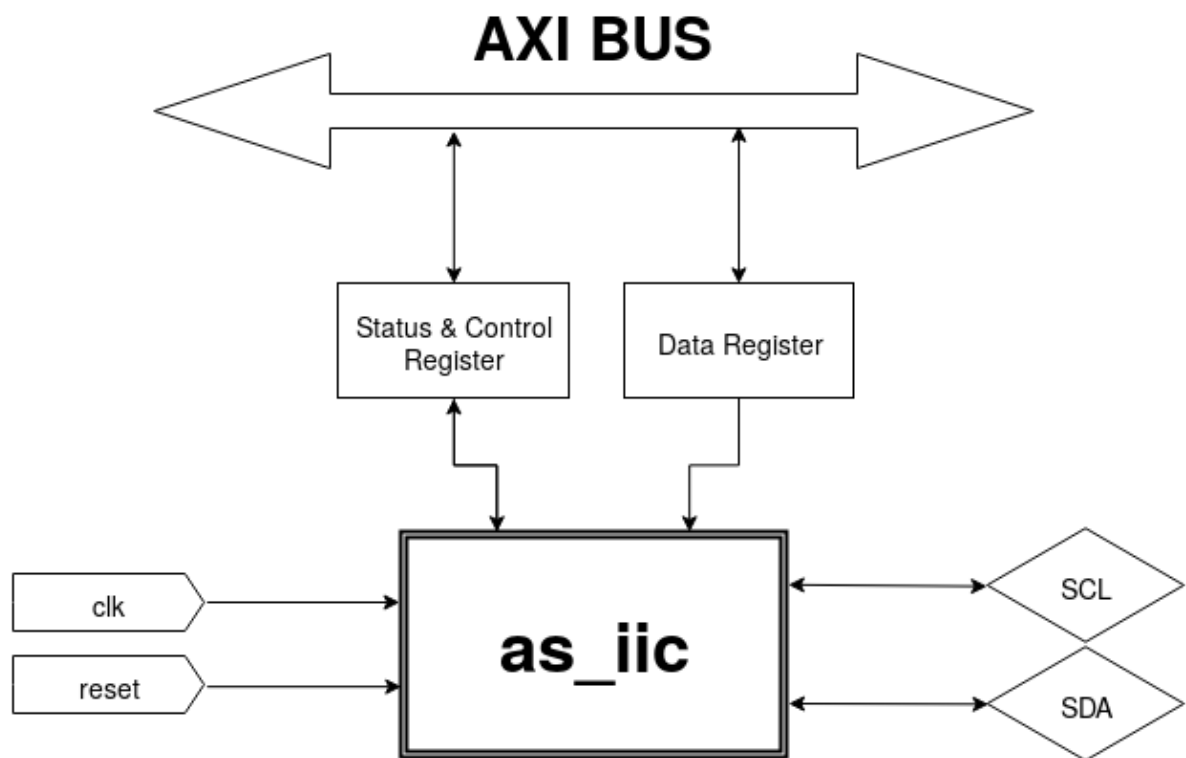 AXI BUS
Status & Control
Register
Data Register
clk
reset
as_iic
SCL
SDA